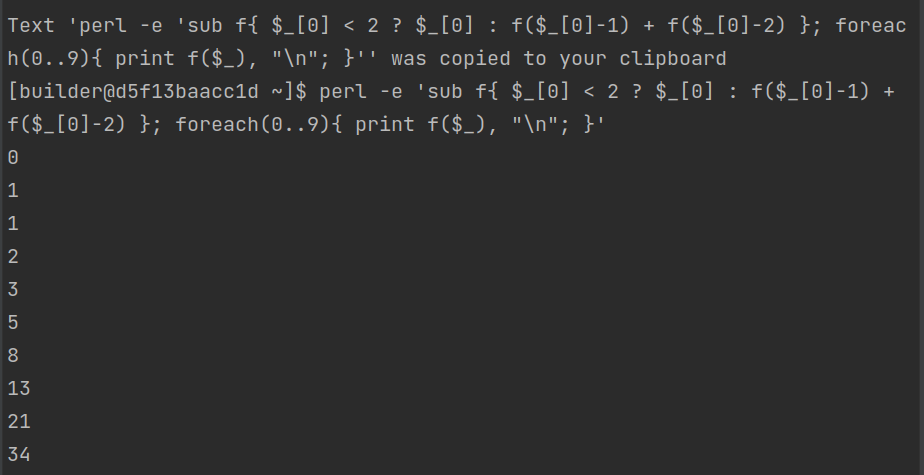 Text 'perl -e 'sub f{ $_[0] < 2 ? $_[0] : f($_[0]-1) + f($_[0]-2) }; foreac
h(0..9){ print f($_), "\n"; }'' was copied to your clipboard
[builder@d5f13baacc1d ~]$ perl -e 'sub f{ $_[0] < 2 ? $_[0] : f($_[0]-1) +
f($_[0]-2) }; foreach(0..9){ print f($_), "\n"; }'
0
1
1
2
3
5
8
13
21
34